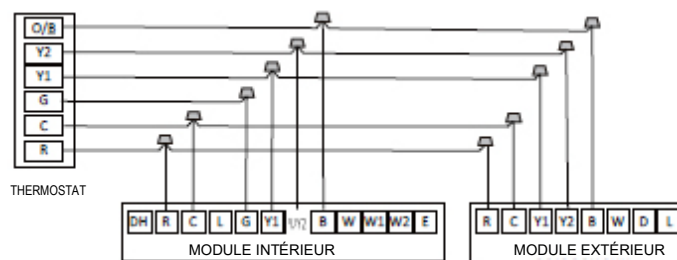 O/B
Y2
Y1
G
C
R
THERMOSTAT
DH R C L G Y1 Y/Y2 B W W1 W2 E
MODULE INTÉRIEUR
R C Y1 Y2 B W D L
MODULE EXTÉRIEUR